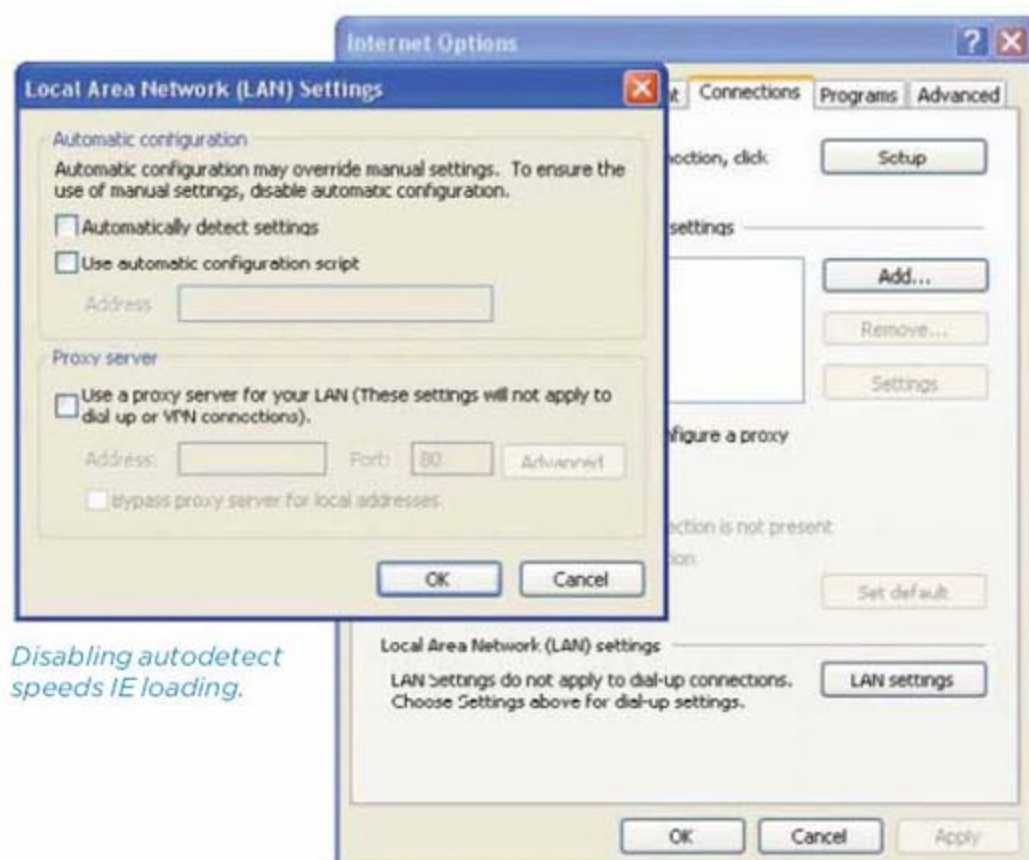 Internet Options
Local Area Network (LAN) Settings
Automatic configuration
Automatic configuration may override manual settings. To ensure the
use of manual settings, disable automatic configuration.
Automatically detect settings
Use automatic configuration script
Address
Proxy server
Use a proxy server for your LAN (These settings will not apply to
dial up or VPN connections).
Address:
Port:
80
Advanced
Bypass proxy server for local addresses
OK
Cancel
Connections
Programs
Advanced
click
Setup
settings
Add...
Remove...
Settings
figure a proxy
ection is not present
Set default
Local Area Network (LAN) settings
LAN Settings do not apply to dial-up connections.
Choose Settings above for dial-up settings.
LAN settings
OK
Cancel
Apply
Disabling autodetect
speeds IE loading.